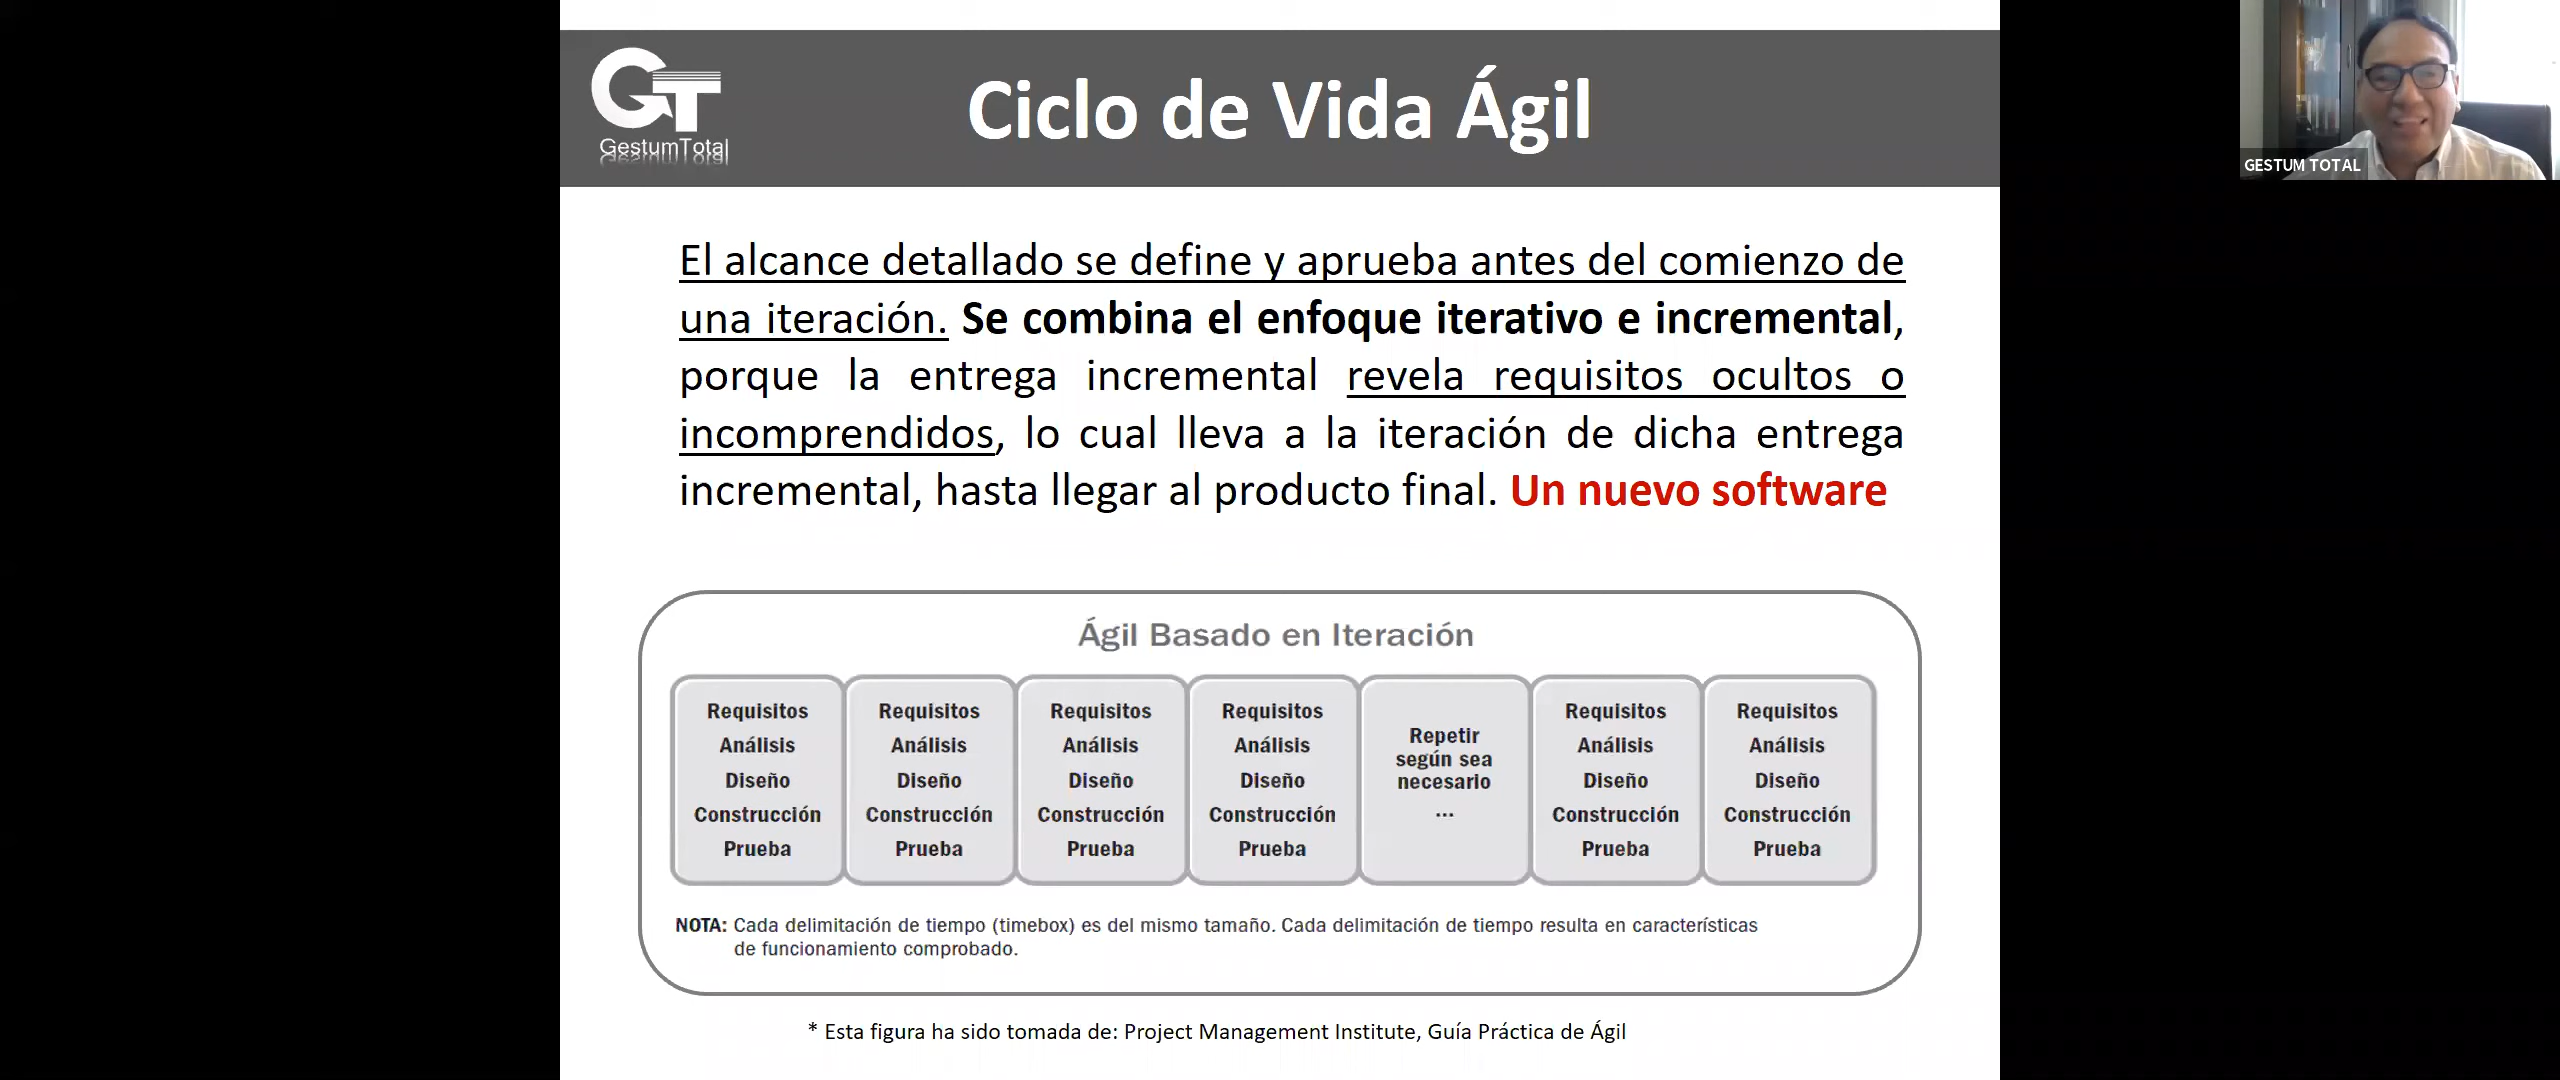 GT
GestumTotal
Ciclo de Vida Ágil
GESTUM TOTAL
El alcance detallado se define y aprueba antes del comienzo de
una iteración. Se combina el enfoque iterativo e incremental,
porque la entrega incremental revela requisitos ocultos o
incomprendidos, lo cual lleva a la iteración de dicha entrega
incremental, hasta llegar al producto final. Un nuevo software
Ágil Basado en Iteración
Requisitos
Análisis
Diseño
Construcción
Prueba
Requisitos
Análisis
Diseño
Construcción
Prueba
Requisitos
Análisis
Diseño
Construcción
Prueba
Requisitos
Análisis
Diseño
Construcción
Prueba
Repetir
según sea
necesario
...
Requisitos
Análisis
Diseño
Construcción
Prueba
Requisitos
Análisis
Diseño
Construcción
Prueba
NOTA: Cada delimitación de tiempo (timebox) es del mismo tamaño. Cada delimitación de tiempo resulta en características
de funcionamiento comprobado.
* Esta figura ha sido tomada de: Project Management Institute, Guía Práctica de Ágil